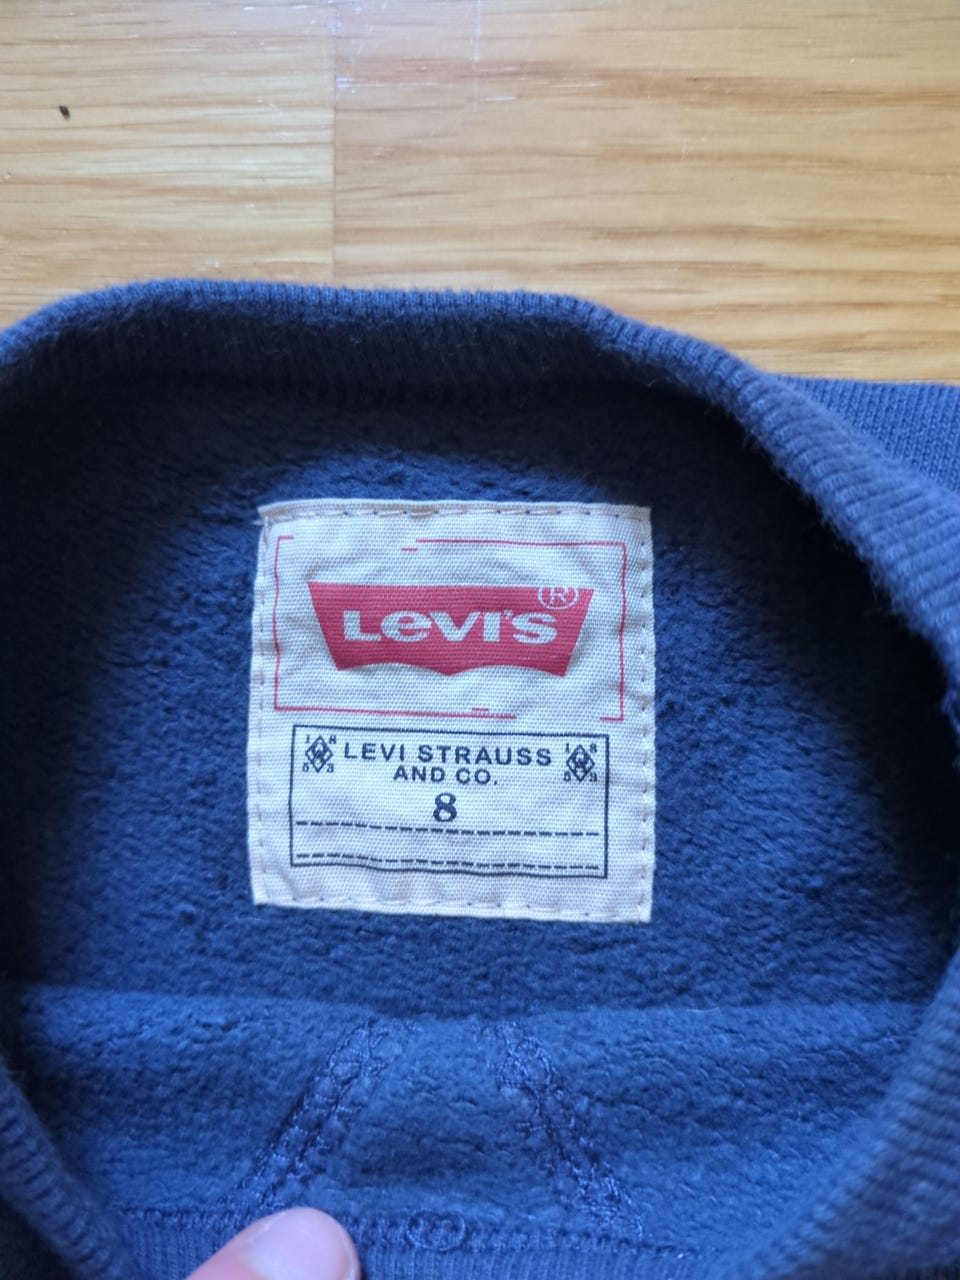 LEVI'S®
LEVI STRAUSS
AND CO.
8